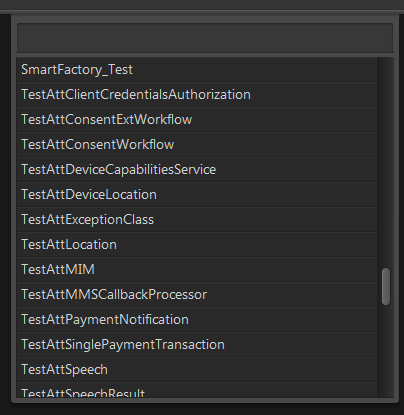 SmartFactory_Test
TestAttClientCredentialsAuthorization
TestAttConsentExtWorkflow
TestAttConsentWorkflow
TestAttDeviceCapabilitiesService
TestAttDeviceLocation
TestAttExceptionClass
TestAttLocation
TestAttMIM
TestAttMMSCallbackProcessor
TestAttPaymentNotification
TestAttSinglePaymentTransaction
TestAttSpeech
TestAttSpeechResult